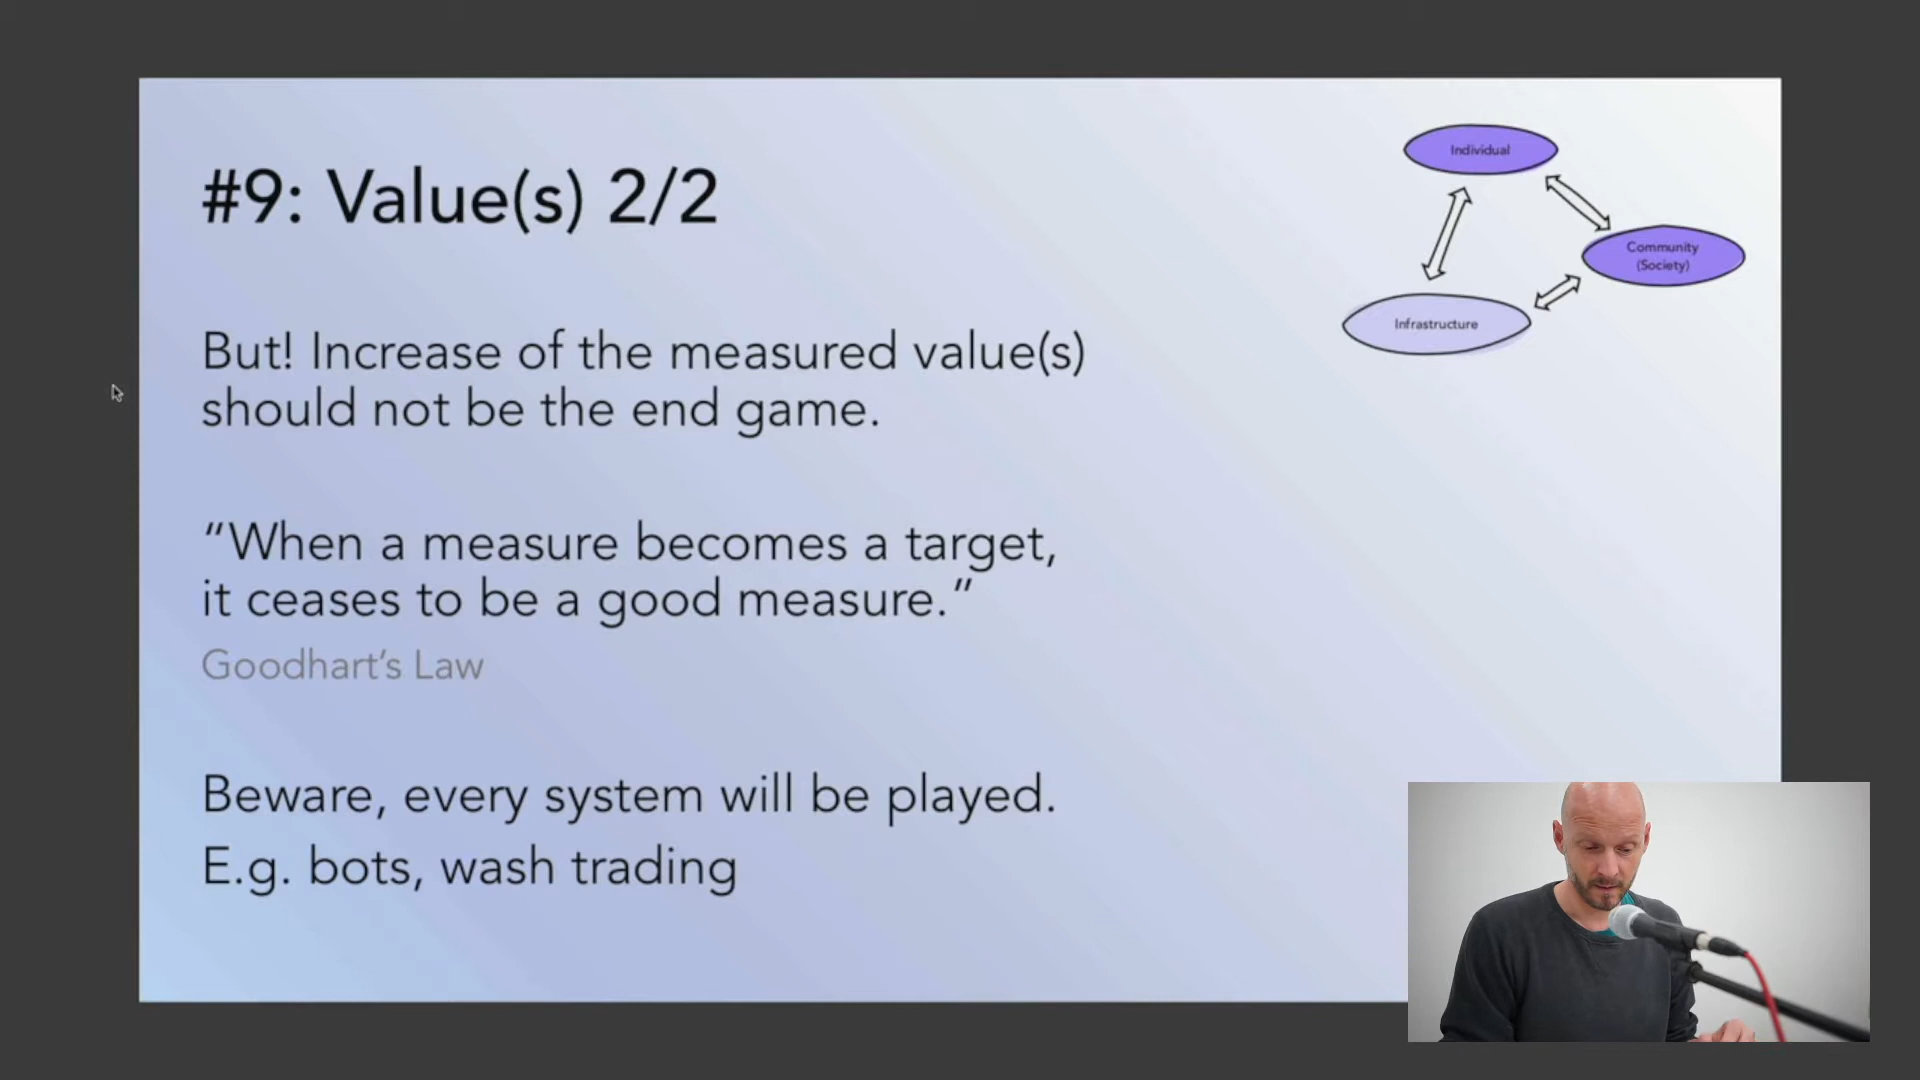 #9: Value(s) 2/2
But! Increase of the measured value(s)
should not be the end game.
“When a measure becomes a target,
it ceases to be a good measure.”
Goodhart’s Law
Beware, every system will be played.
E.g. bots, wash trading
Individual
Community
(Society)
Infrastructure